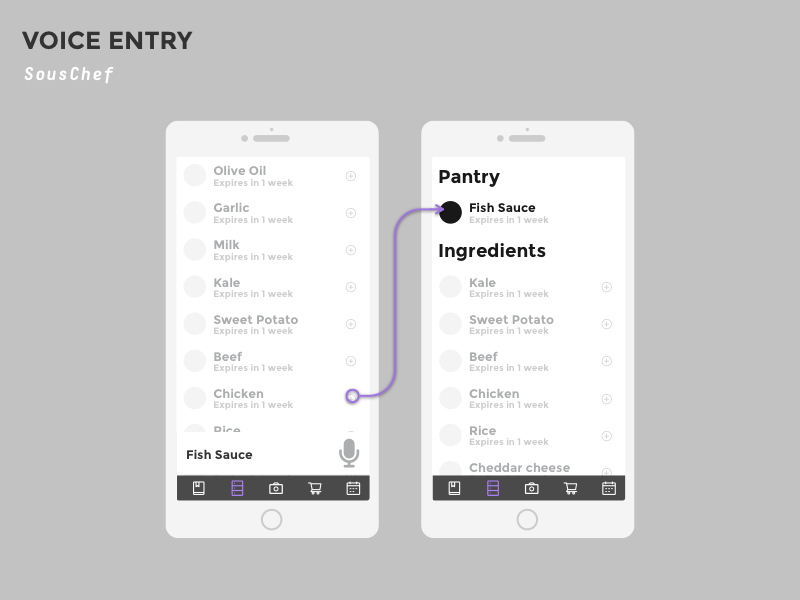 VOICE ENTRY
SousChef
Olive Oil
Expires in 1 week
Garlic
Expires in 1 week
Milk
Expires in 1 week
Kale
Expires in 1 week
Sweet Potato
Expires in 1 week
Beef
Expires in 1 week
Chicken
Expires in 1 week
Rice
Fish Sauce
Pantry
Fish Sauce
Expires in 1 week
Ingredients
Kale
Expires in 1 week
Sweet Potato
Expires in 1 week
Beef
Expires in 1 week
Chicken
Expires in 1 week
Rice
Expires in 1 week
Cheddar cheese